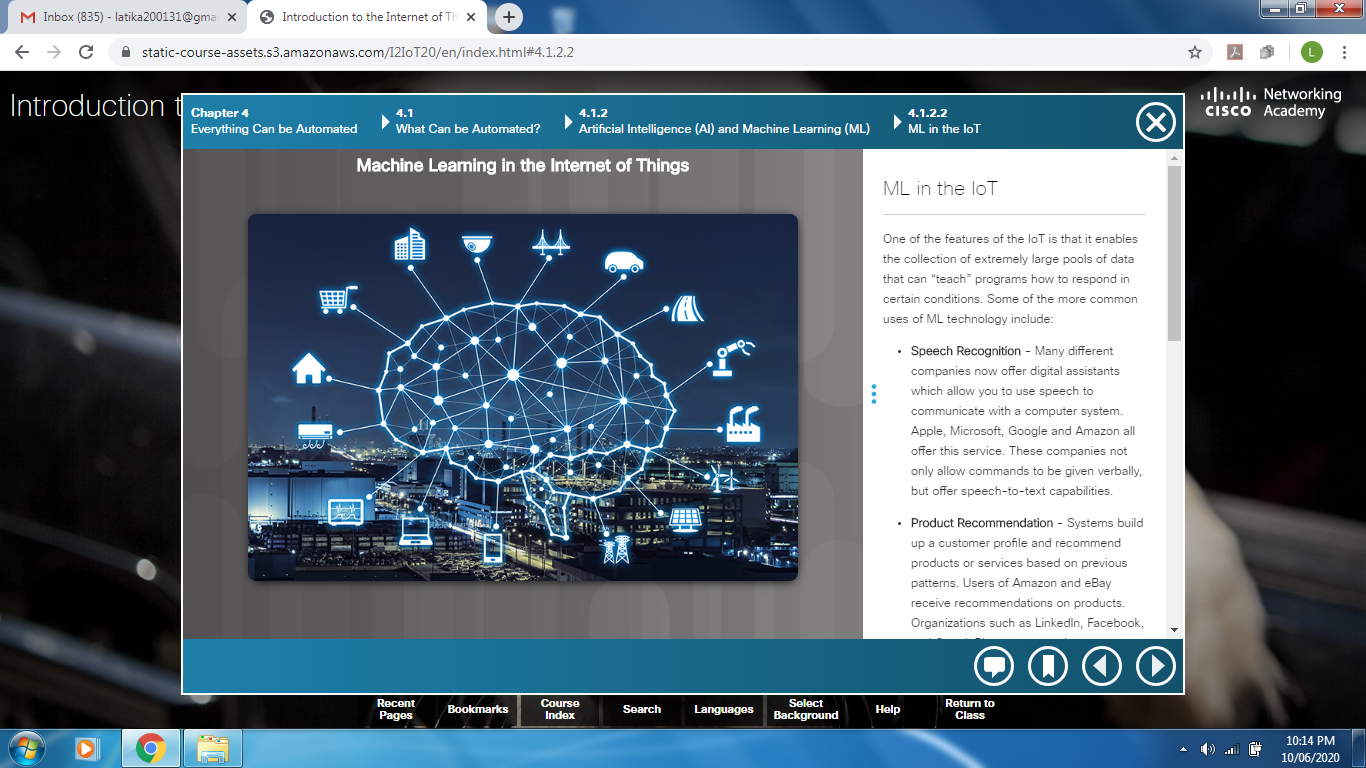 Inbox (835) - latika200131@gma
Introduction to the Internet of Th
static-course-assets.s3.amazonaws.com/I2IoT20/en/index.html#4.1.2.2
L
Introduction t
CISCO
Networking
Academy
Chapter 4
Everything Can be Automated
4.1
What Can be Automated?
4.1.2
Artificial Intelligence (AI) and Machine Learning (ML)
4.1.2.2
ML in the IoT
Machine Learning in the Internet of Things
ML in the IoT
One of the features of the IoT is that it enables
the collection of extremely large pools of data
that can “teach” programs how to respond in
certain conditions. Some of the more common
uses of ML technology include:
• Speech Recognition - Many different
companies now offer digital assistants
which allow you to use speech to
communicate with a computer system.
Apple, Microsoft, Google and Amazon all
offer this service. These companies not
only allow commands to be given verbally,
but offer speech-to-text capabilities.
• Product Recommendation - Systems build
up a customer profile and recommend
products or services based on previous
patterns. Users of Amazon and eBay
receive recommendations on products.
Organizations such as LinkedIn, Facebook,
Recent
Pages
Bookmarks
Course
Index
Search
Languages
Select
Background
Help
Return to
Class
10:14 PM
10/06/2020